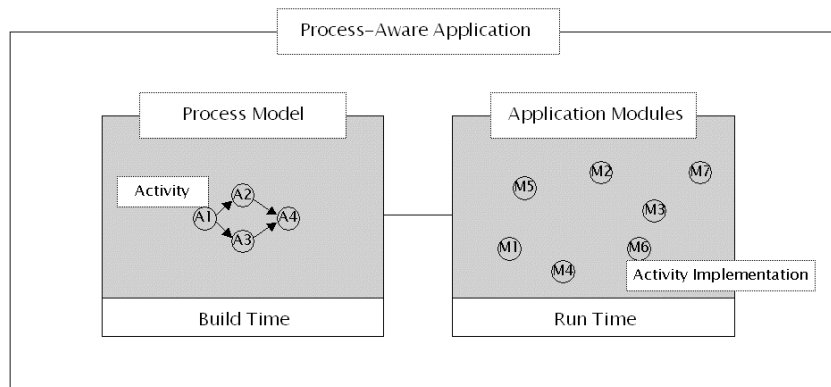 Process-Aware Application
Process Model
Application Modules
Activity
A1
A2
A3
A4
M5
M2
M7
M3
M1
M6
M4
Activity Implementation
Build Time
Run Time